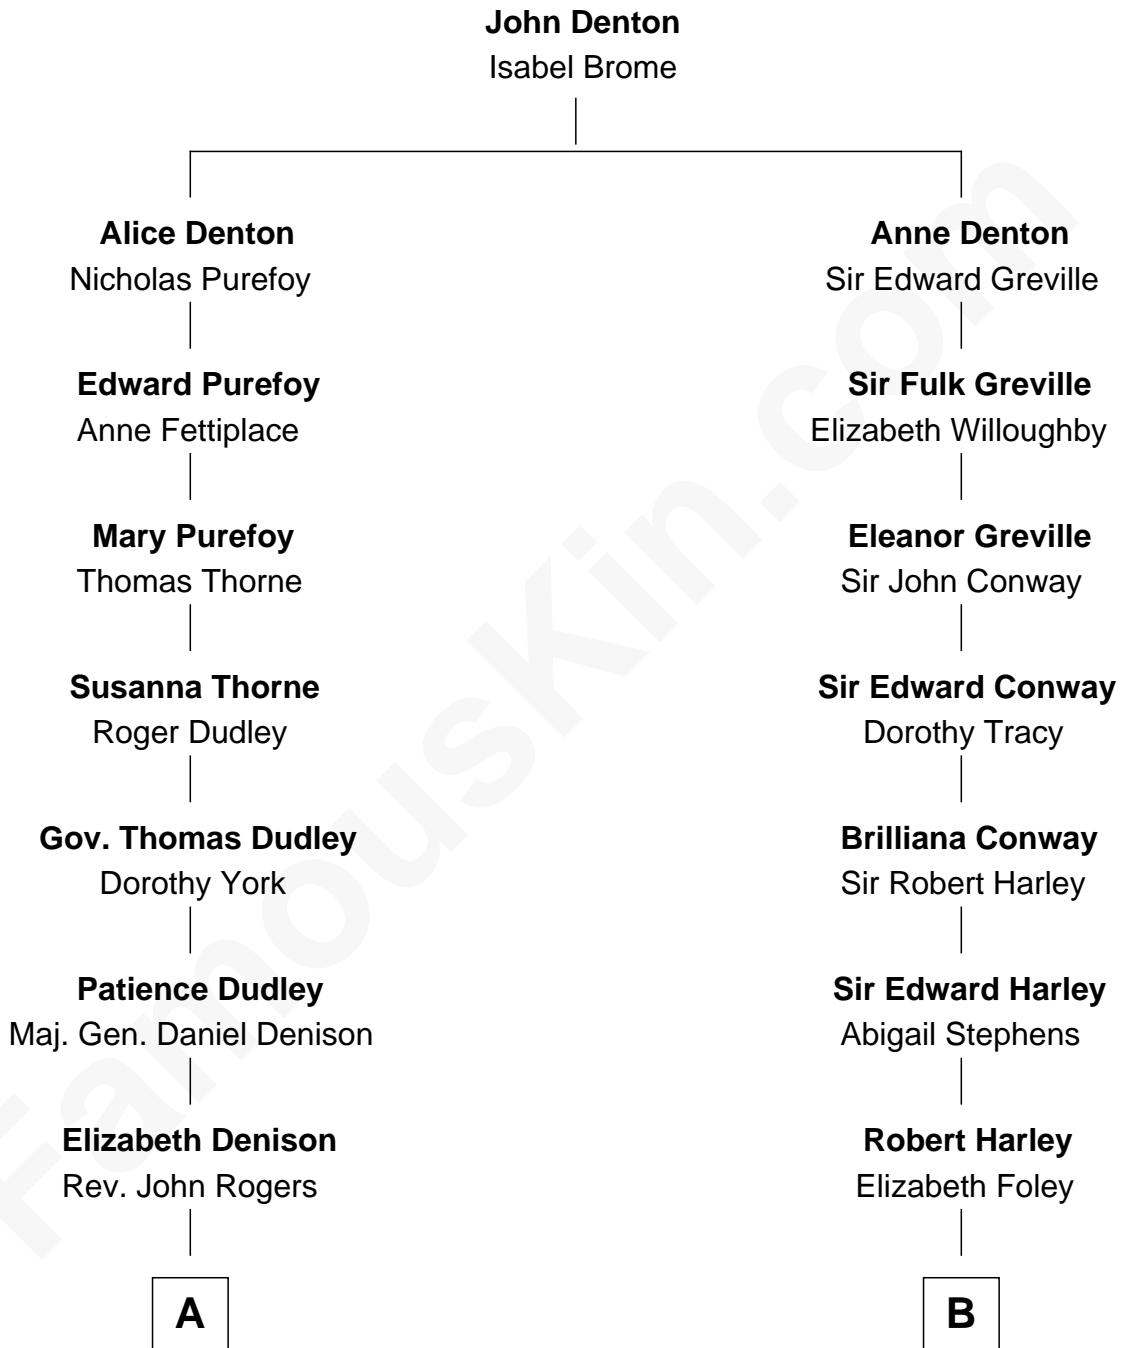 John Denton
Isabel Brome
Alice Denton
Nicholas Purefoy
Anne Denton
Sir Edward Greville
Edward Purefoy
Anne Fettiplace
Sir Fulk Greville
Elizabeth Willoughby
Mary Purefoy
Thomas Thorne
Eleanor Greville
Sir John Conway
Susanna Thorne
Roger Dudley
Sir Edward Conway
Dorothy Tracy
Gov. Thomas Dudley
Dorothy York
Brilliana Conway
Sir Robert Harley
Patience Dudley
Maj. Gen. Daniel Denison
Sir Edward Harley
Abigail Stephens
Elizabeth Denison
Rev. John Rogers
Robert Harley
Elizabeth Foley
A
B
FamousKin.com